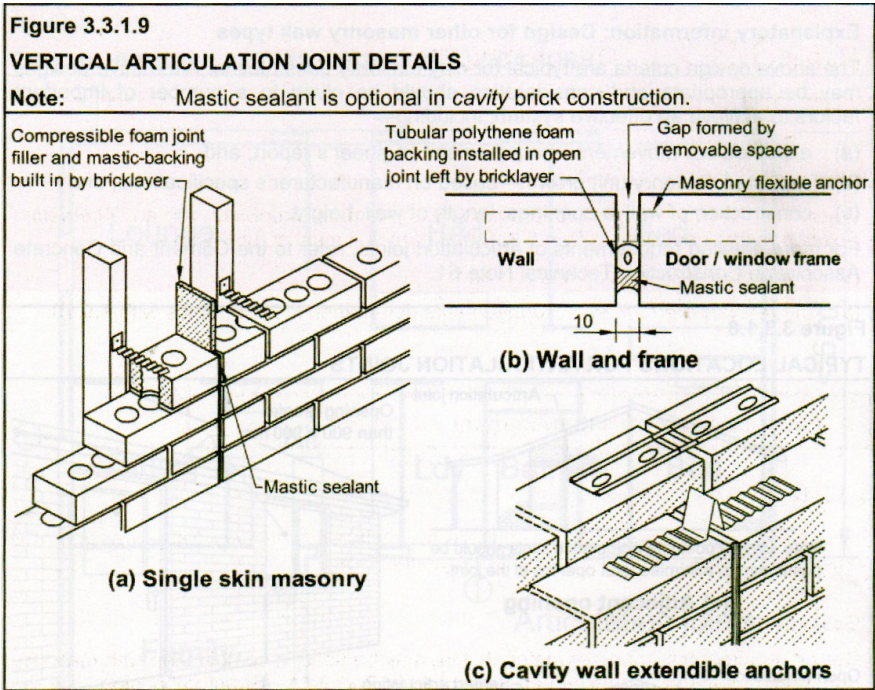 Figure 3.3.1.9
VERTICAL ARTICULATION JOINT DETAILS
Note: Mastic sealant is optional in cavity brick construction.
Compressible foam joint
filler and mastic-backing
built in by bricklayer
Mastic sealant
(a) Single skin masonry
Tubular polythene foam
backing installed in open
joint left by bricklayer
Gap formed by
removable spacer
Masonry flexible anchor
Wall
Door / window frame
Mastic sealant
10
(b) Wall and frame
(c) Cavity wall extendible anchors